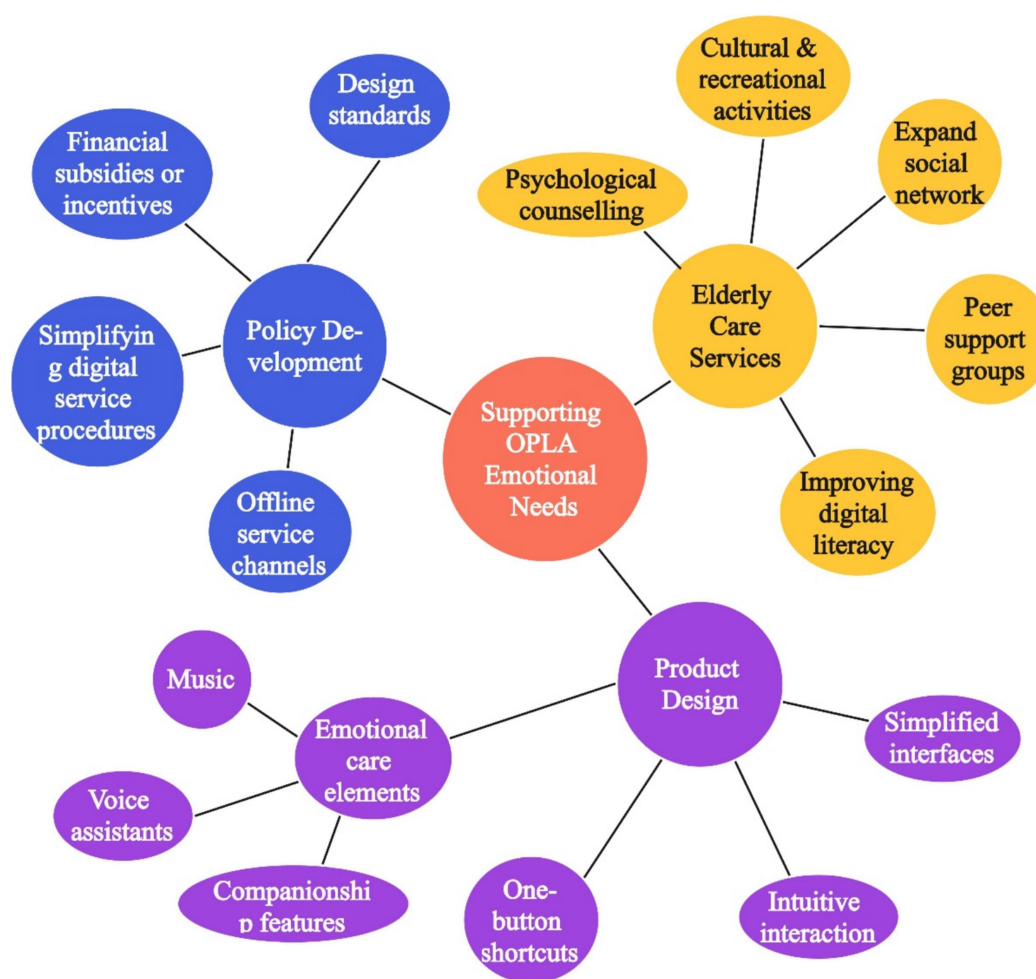 Design
standards
Financial
subsidies or
incentives
Simplifyin
g digital
service
procedures
Policy De-
velopment
Offline
service
channels
Cultural &
recreational
activities
Expand
social
network
Psychological
counselling
Elderly
Care
Services
Peer
support
groups
Improving
digital
literacy
Supporting
OPLA
Emotional
Needs
Product
Design
Music
Emotional
care
elements
Voice
assistants
Companionshi
p features
One-
button
shortcuts
Intuitive
interaction
Simplified
interfaces